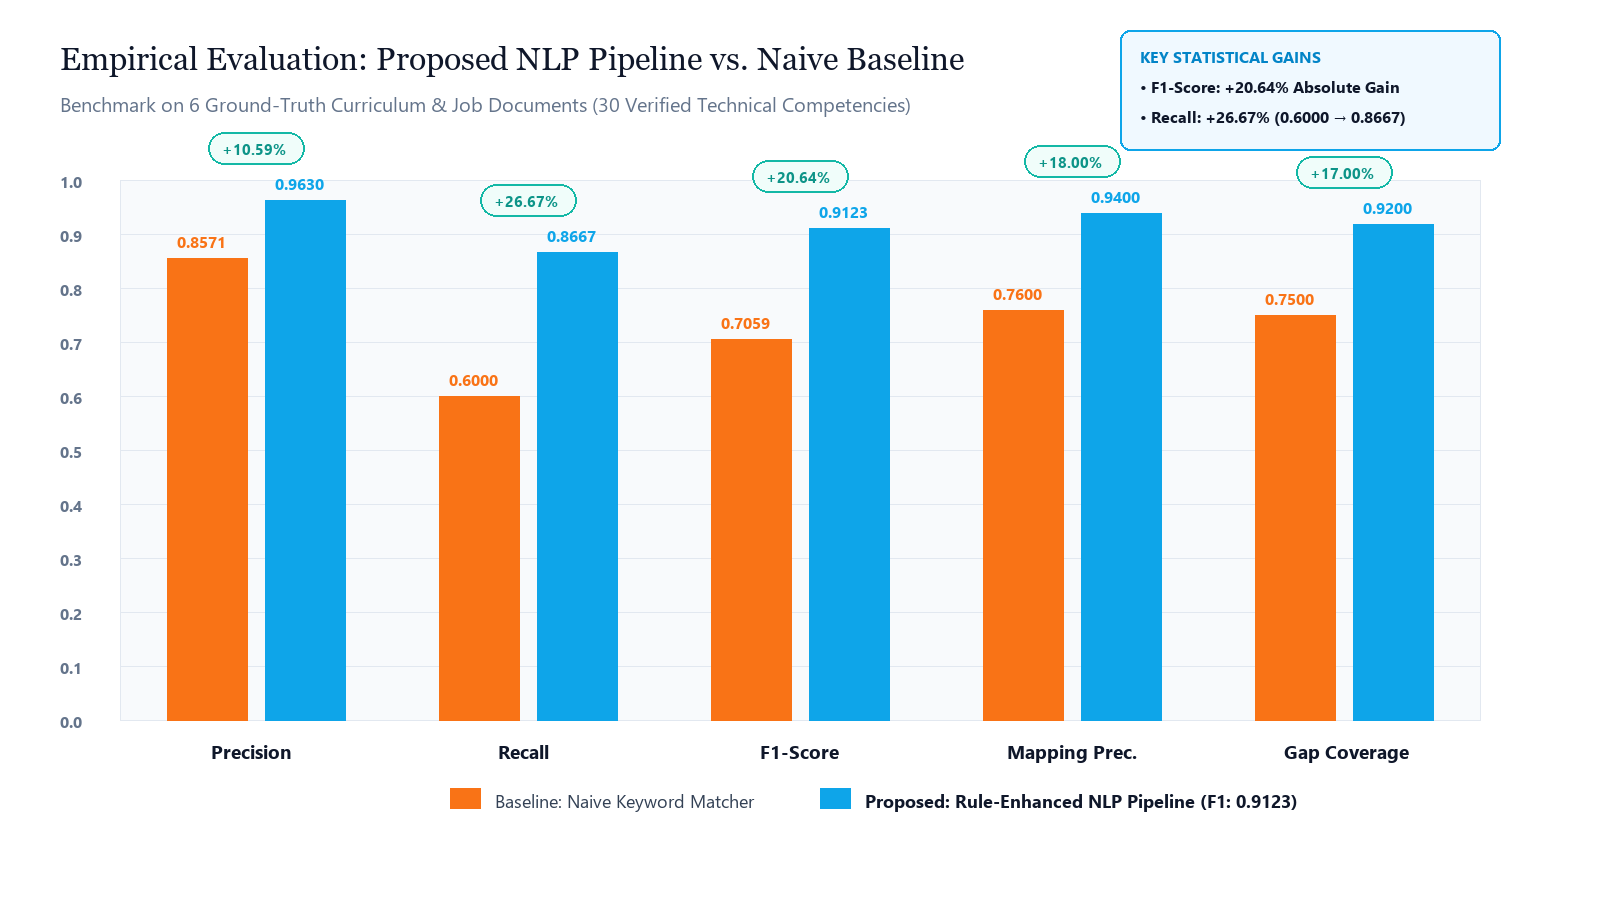 Empirical Evaluation: Proposed NLP Pipeline vs. Naive Baseline
Benchmark on 6 Ground-Truth Curriculum & Job Documents (30 Verified Technical Competencies)
KEY STATISTICAL GAINS
• F1-Score: +20.64% Absolute Gain
• Recall: +26.67% (0.6000 → 0.8667)
+10.59%
+26.67%
+20.64%
+18.00%
+17.00%
1.0
0.9
0.8
0.7
0.6
0.5
0.4
0.3
0.2
0.1
0.0
0.8571
0.9630
0.6000
0.8667
0.7059
0.9123
0.7600
0.9400
0.7500
0.9200
Precision
Recall
F1-Score
Mapping Prec.
Gap Coverage
Baseline: Naive Keyword Matcher
Proposed: Rule-Enhanced NLP Pipeline (F1: 0.9123)